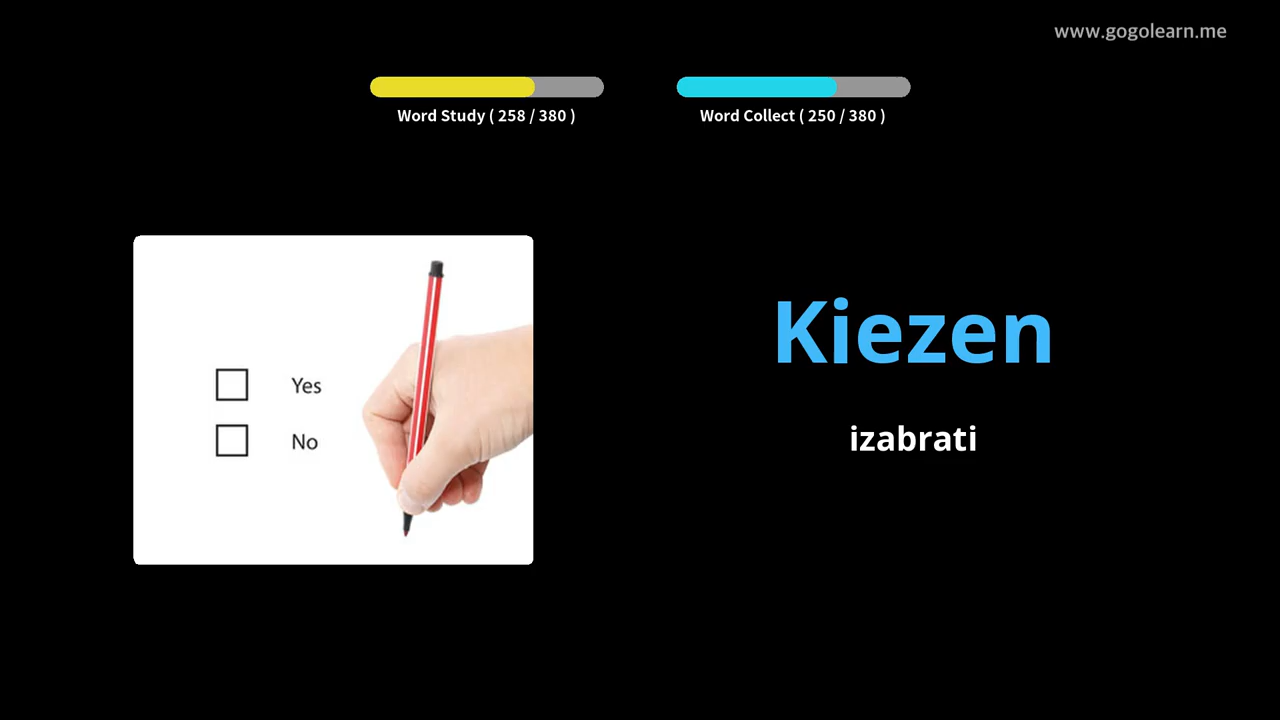 www.gogolearn.me
Word Study ( 258 / 380 )
Word Collect ( 250 / 380 )
Yes
No
Kiezen
izabrati